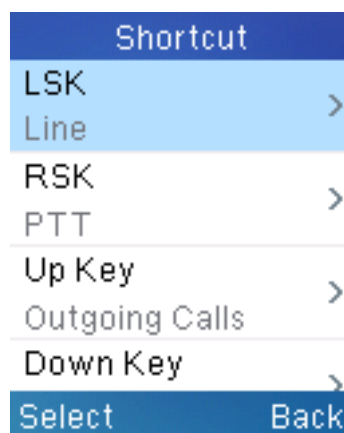 Shortcut
LSK
Line
RSK
PTT
Up Key
Outgoing Calls
Down Key
Select Back